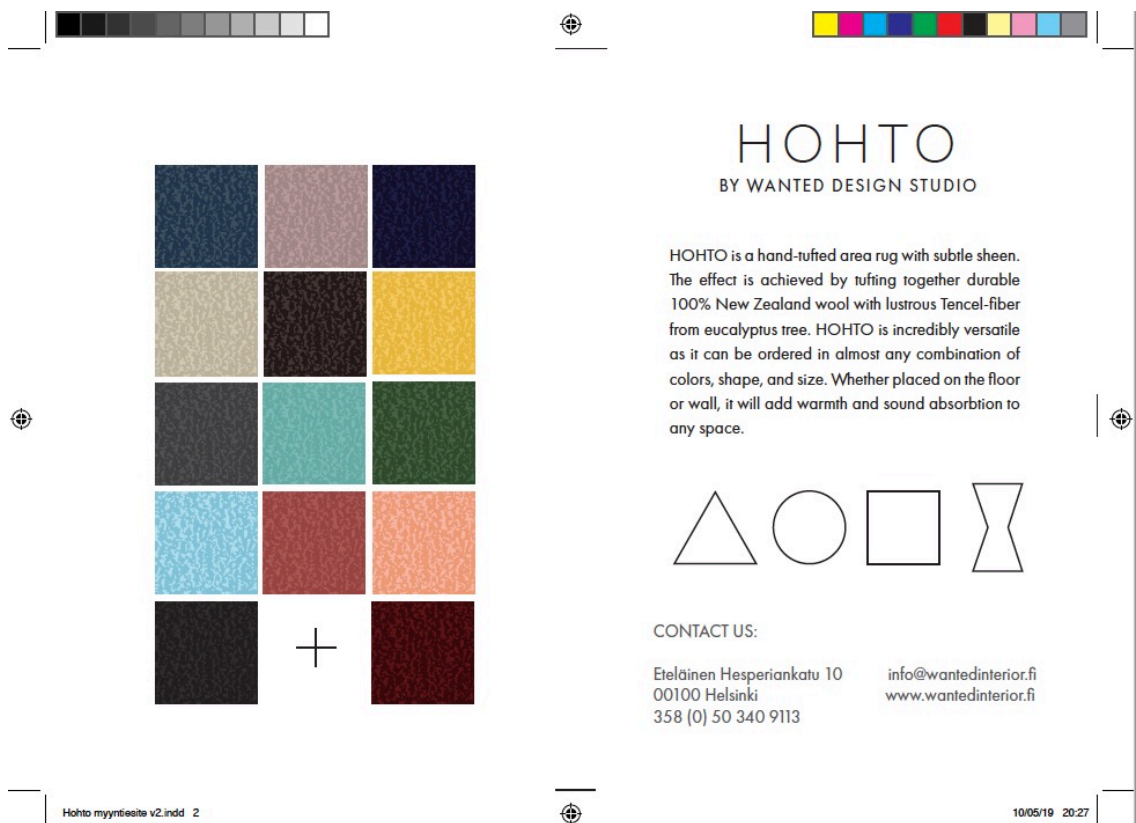 HOHTO
BY WANTED DESIGN STUDIO
HOHTO is a hand-tufted area rug with subtle sheen.
The effect is achieved by tufting together durable
100% New Zealand wool with lustrous Tencel-fiber
from eucalyptus tree. HOHTO is incredibly versatile
as it can be ordered in almost any combination of
colors, shape, and size. Whether placed on the floor
or wall, it will add warmth and sound absorbtion to
any space.
CONTACT US:
Eteläinen Hesperiankatu 10
00100 Helsinki
358 (0) 50 340 9113
info@wantedinterior.fi
www.wantedinterior.fi
Hohto myyntiesite v2.indd 2
10/05/19 20:27